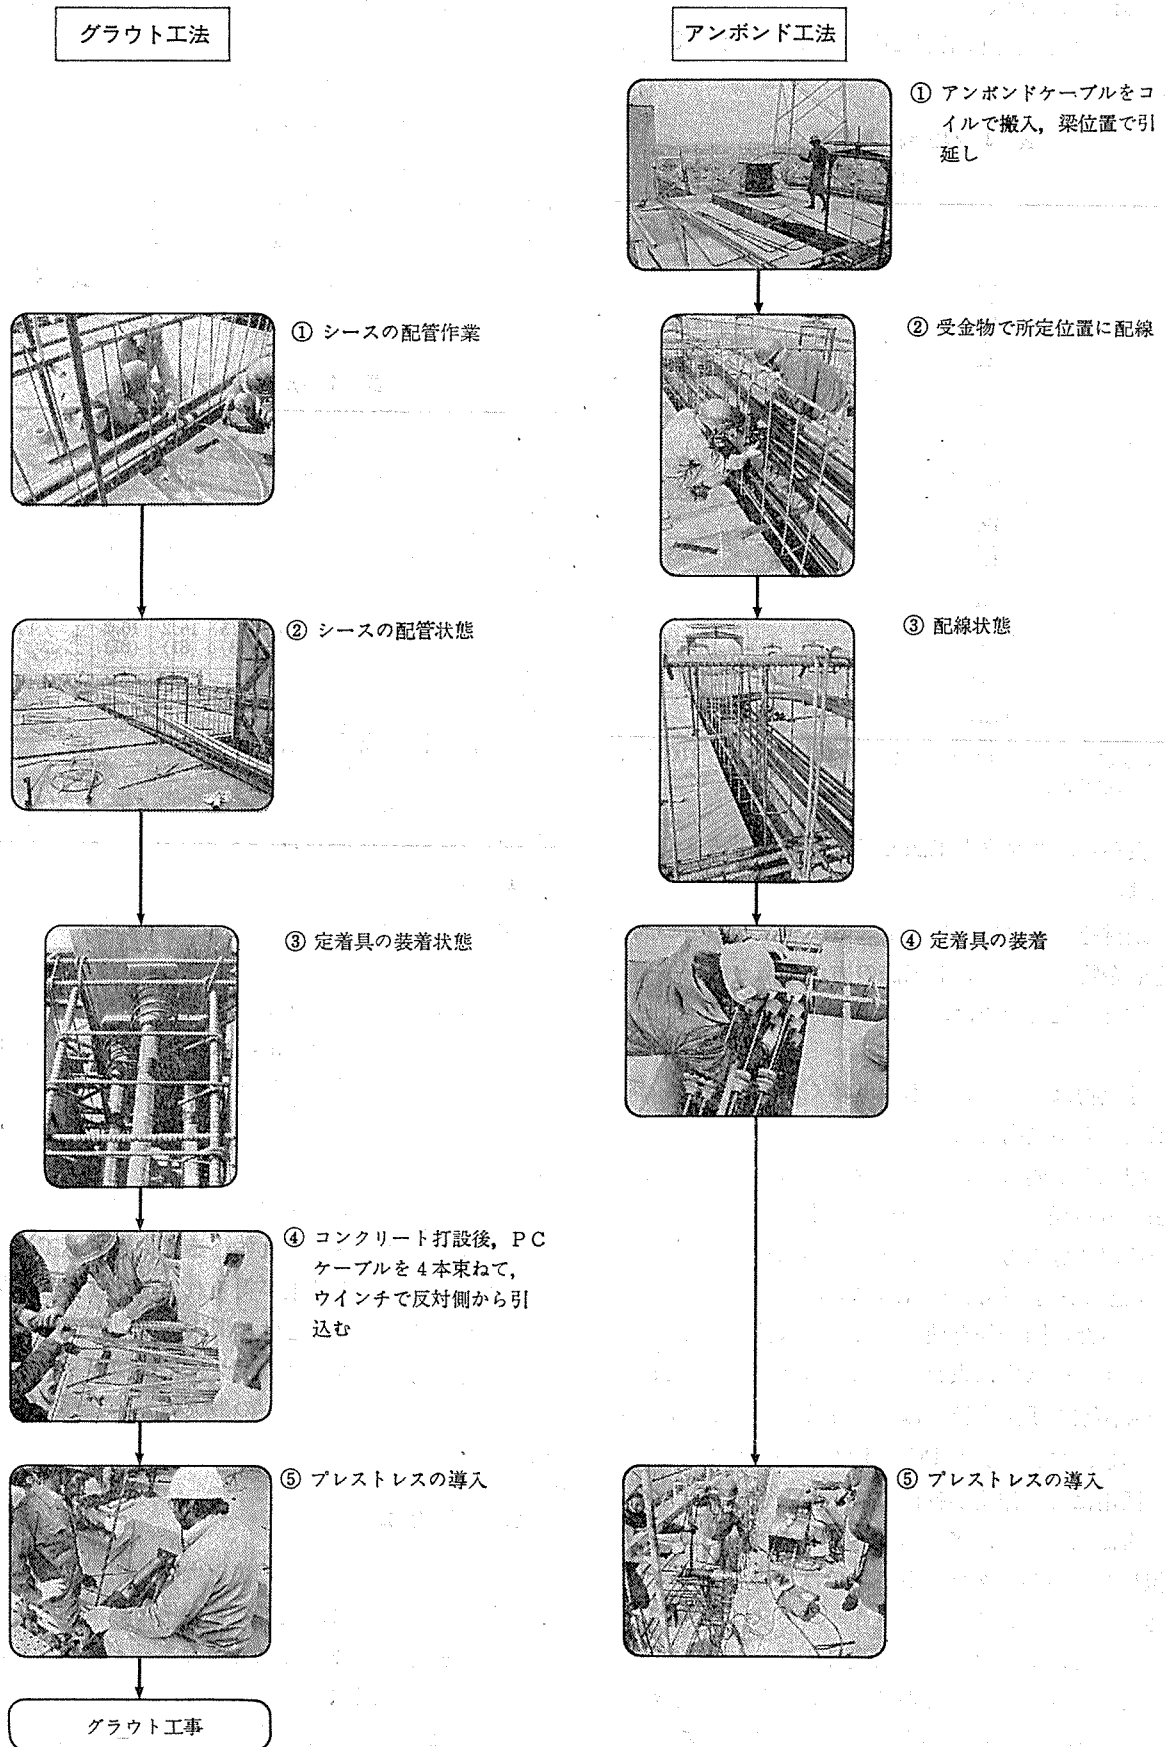 グラウト工法
① シースの配管作業
② シースの配管状態
③ 定着具の装着状態
④ コンクリート打設後，ＰＣ
ケーブルを４本束ねて，
ウインチで反対側から引
込む
⑤ プレストレスの導入
グラウト工事
アンボンド工法
① アンボンドケーブルをコ
イルで搬入，梁位置で引
延し
② 受金物で所定位置に配線
③ 配線状態
④ 定着具の装着
⑤ プレストレスの導入